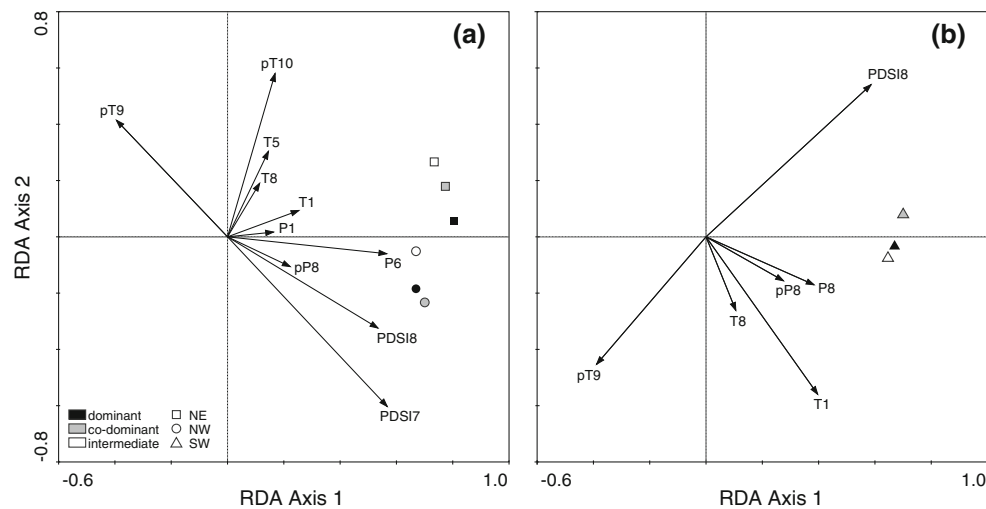 0.8
(a)
(b)
pT10
PDSI8
pT9
T5
T8
T1
P1
P6
pP8
PDSI8
PDSI7
pP8
P8
T8
pT9
T1
RDA Axis 2
dominant
NE
co-dominant
NW
intermediate
SW
-0.8
-0.6
1.0
-0.6
1.0
RDA Axis 1
RDA Axis 1